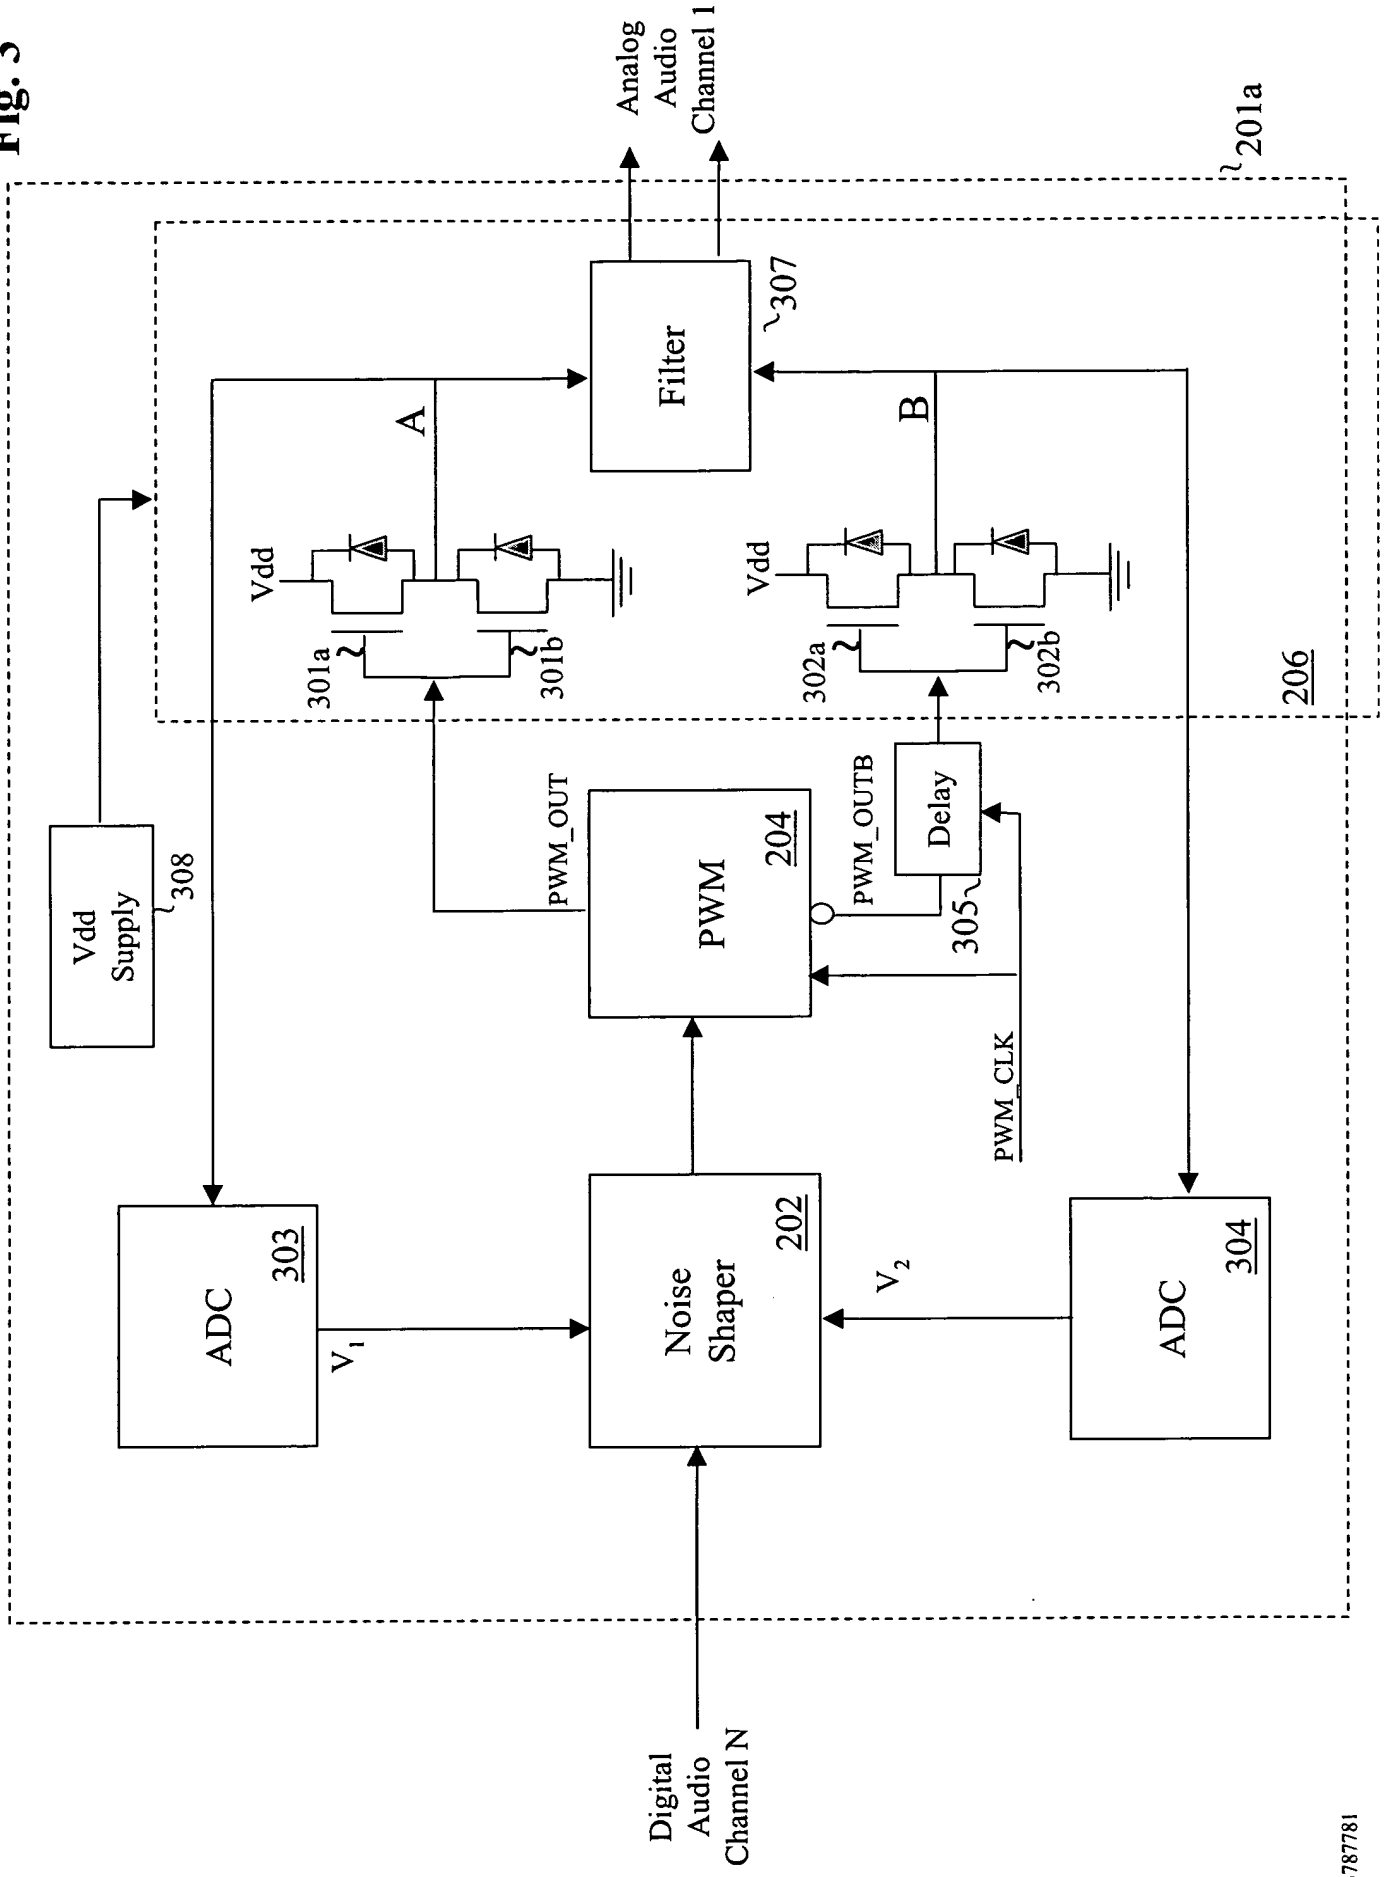 Fig. 3
Vdd
Supply
308
ADC
303
V1
Digital
Audio
Channel N
Noise
Shaper
202
V2
ADC
304
PWM
204
PWM_OUT
PWM_OUTB
PWM_CLK
Delay
305
Vdd
301a
301b
A
Vdd
302a
302b
B
206
Filter
307
Analog
Audio
Channel 1
201a